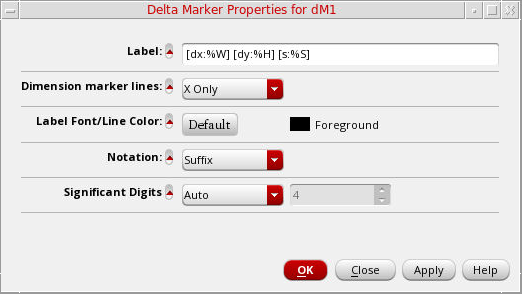 Delta Marker Properties for dM1
Label: [dx:%W] [dy:%H] [s:%S]
Dimension marker lines: X Only
Label Font/Line Color: Default Foreground
Notation: Suffix
Significant Digits Auto 4
OK Close Apply Help